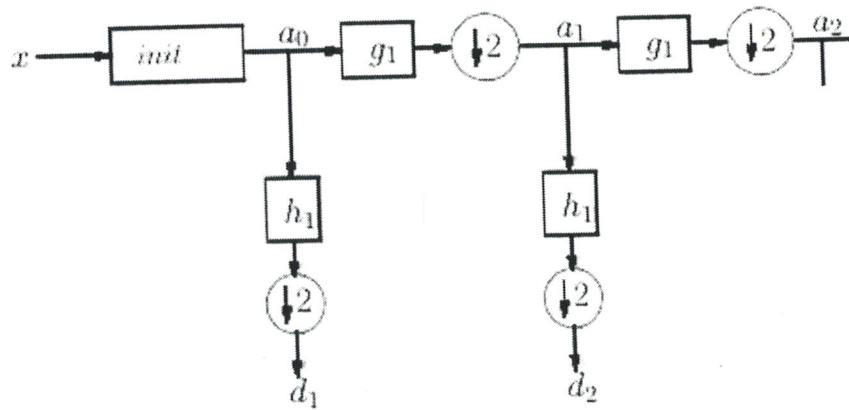 x init a₀ g₁ ↓2 a₁ g₁ ↓2 a₂
h₁ h₁
↓2 ↓2
d₁ d₂